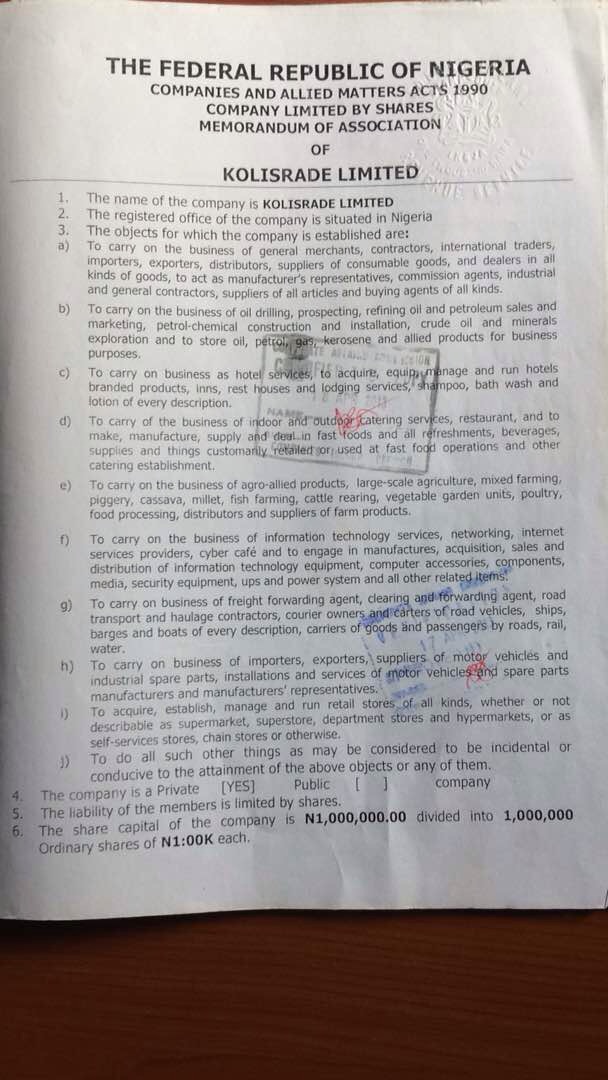 THE FEDERAL REPUBLIC OF NIGERIA
COMPANIES AND ALLIED MATTERS ACTS 1990
COMPANY LIMITED BY SHARES
MEMORANDUM OF ASSOCIATION
OF
KOLISRADE LIMITED
1. The name of the company is KOLISRADE LIMITED
2. The registered office of the company is situated in Nigeria
3. The objects for which the company is established are:
a) To carry on the business of general merchants, contractors, international traders,
importers, exporters, distributors, suppliers of consumable goods, and dealers in all
kinds of goods, to act as manufacturer's representatives, commission agents, industrial
and general contractors, suppliers of all articles and buying agents of all kinds.
b) To carry on the business of oil drilling, prospecting, refining oil and petroleum sales and
marketing, petrol-chemical construction and installation, crude oil and minerals
exploration and to store oil, petrol, gas, kerosene and allied products for business
purposes.
c) To carry on business as hotel services, to acquire, equip, manage and run hotels
branded products, inns, rest houses and lodging services, shampoo, bath wash and
lotion of every description.
d) To carry of the business of indoor and outdoor catering services, restaurant, and to
make, manufacture, supply and deal in fast foods and all refreshments, beverages,
supplies and things customarily retailed or used at fast food operations and other
catering establishment.
e) To carry on the business of agro-allied products, large-scale agriculture, mixed farming,
piggery, cassava, millet, fish farming, cattle rearing, vegetable garden units, poultry,
food processing, distributors and suppliers of farm products.
f) To carry on the business of information technology services, networking, internet
services providers, cyber café and to engage in manufactures, acquisition, sales and
distribution of information technology equipment, computer accessories, components,
media, security equipment, ups and power system and all other related items.
g) To carry on business of freight forwarding agent, clearing and forwarding agent, road
transport and haulage contractors, courier owners and carters of road vehicles, ships,
barges and boats of every description, carriers of goods and passengers by roads, rail,
water.
h) To carry on business of importers, exporters, suppliers of motor vehicles and
industrial spare parts, installations and services of motor vehicles and spare parts
manufacturers and manufacturers' representatives.
i) To acquire, establish, manage and run retail stores of all kinds, whether or not
describable as supermarket, superstore, department stores and hypermarkets, or as
self-services stores, chain stores or otherwise.
j) To do all such other things as may be considered to be incidental or
conducive to the attainment of the above objects or any of them.
4. The company is a Private [YES] Public [ ] company
5. The liability of the members is limited by shares.
6. The share capital of the company is N1,000,000.00 divided into 1,000,000
Ordinary shares of N1:00K each.